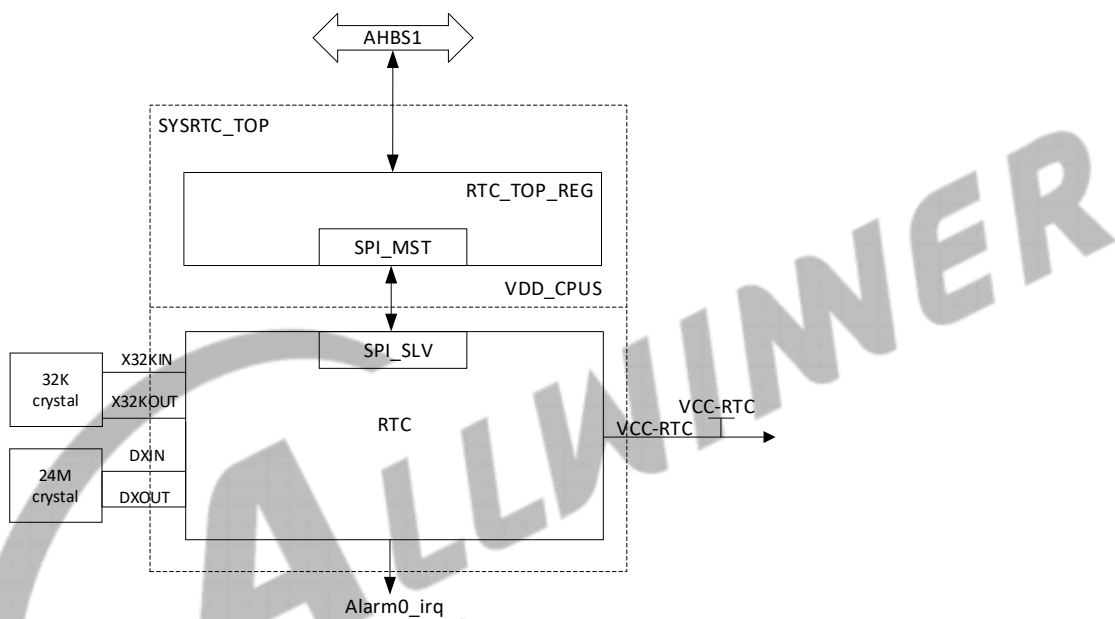 AHBS1
SYSRTC_TOP
RTC_TOP_REG
SPI_MST
VDD_CPUS
SPI_SLV
X32KIN
32K
crystal
X32KOUT
RTC
VCC-RTC
VCC-RTC
DXIN
24M
crystal
DXOUT
Alarm0_irq
ALLWINNER